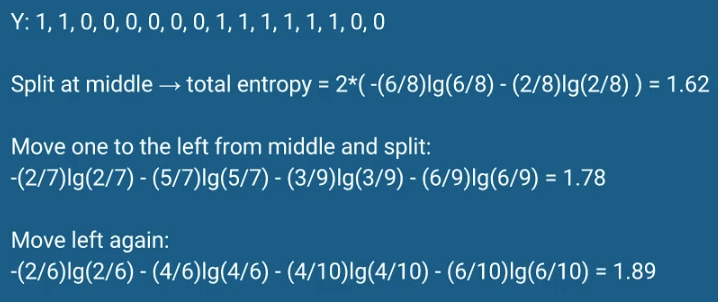 Y: 1, 1, 0, 0, 0, 0, 0, 0, 1, 1, 1, 1, 1, 1, 0, 0
Split at middle → total entropy = 2*( -(6/8)lg(6/8) - (2/8)lg(2/8) ) = 1.62
Move one to the left from middle and split:
-(2/7)lg(2/7) - (5/7)lg(5/7) - (3/9)lg(3/9) - (6/9)lg(6/9) = 1.78
Move left again:
-(2/6)lg(2/6) - (4/6)lg(4/6) - (4/10)lg(4/10) - (6/10)lg(6/10) = 1.89